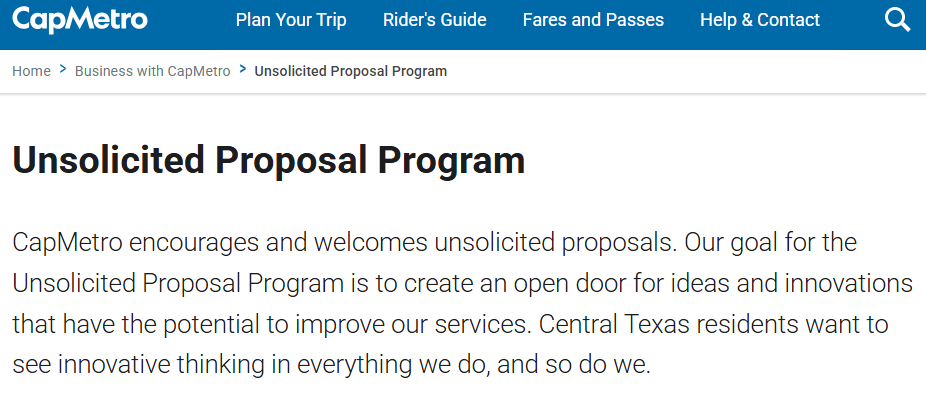 CapMetro Plan Your Trip Rider's Guide Fares and Passes Help & Contact
Home > Business with CapMetro > Unsolicited Proposal Program
Unsolicited Proposal Program
CapMetro encourages and welcomes unsolicited proposals. Our goal for the
Unsolicited Proposal Program is to create an open door for ideas and innovations
that have the potential to improve our services. Central Texas residents want to
see innovative thinking in everything we do, and so do we.